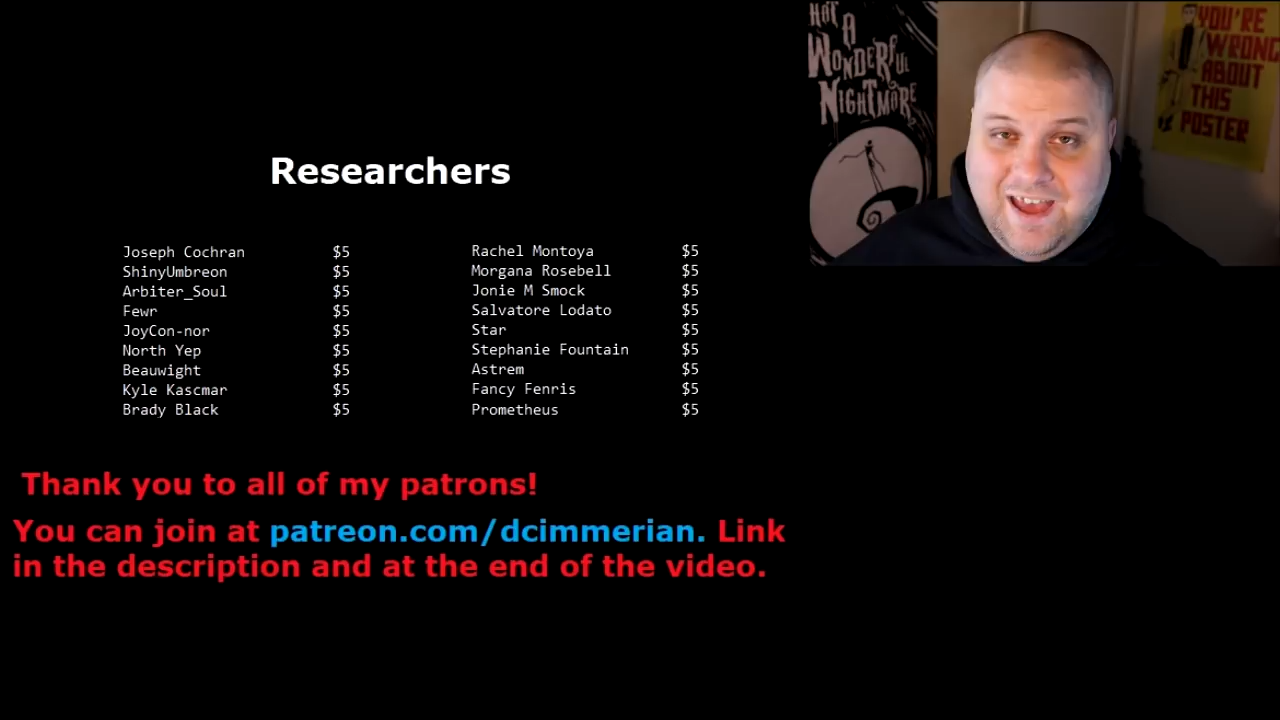 Researchers
Joseph Cochran $5
ShinyUmbreon $5
Arbiter_Soul $5
Fewr $5
JoyCon-nor $5
North Yep $5
Beauwight $5
Kyle Kascmar $5
Brady Black $5
Rachel Montoya $5
Morgana Rosebell $5
Jonie M Smock $5
Salvatore Lodato $5
Star $5
Stephanie Fountain $5
Astrem $5
Fancy Fenris $5
Prometheus $5
Thank you to all of my patrons!
You can join at patreon.com/dcimmerian. Link
in the description and at the end of the video.
A
WONDERFUL
NIGHTMARE
YOU'RE
WRONG
ABOUT
THIS
POSTER